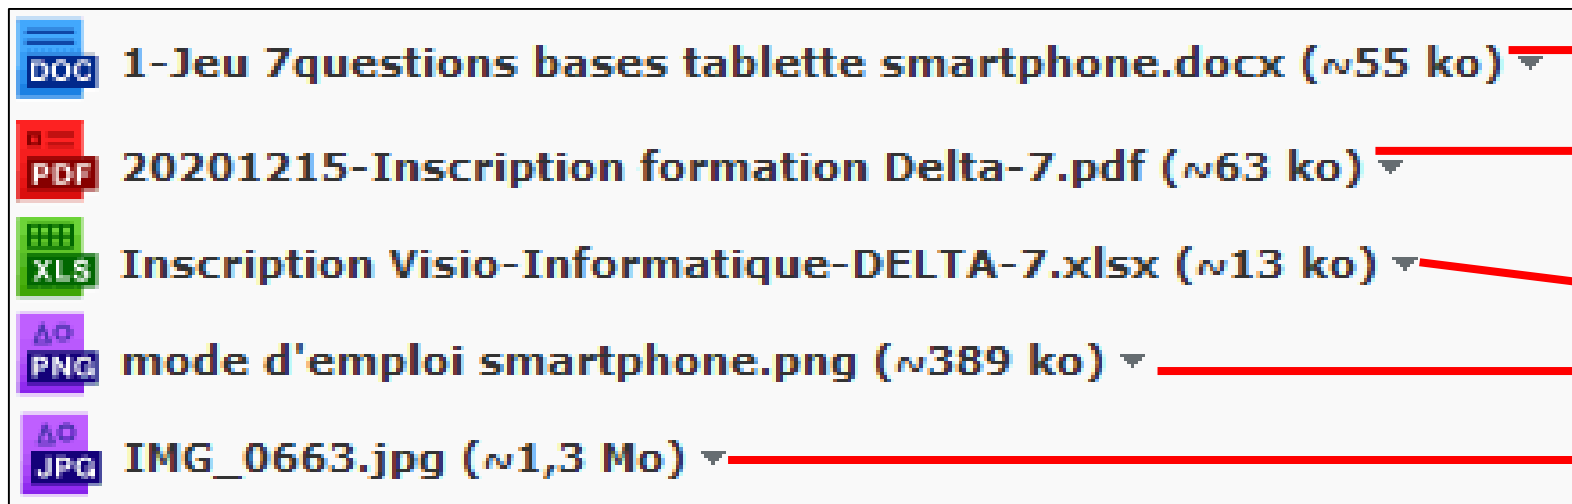 DOC 1-Jeu 7questions bases tablette smartphone.docx (~55 ko)
PDF 20201215-Inscription formation Delta-7.pdf (~63 ko)
XLS Inscription Visio-Informatique-DELTA-7.xlsx (~13 ko)
PNG mode d'emploi smartphone.png (~389 ko)
JPG IMG_0663.jpg (~1,3 Mo)